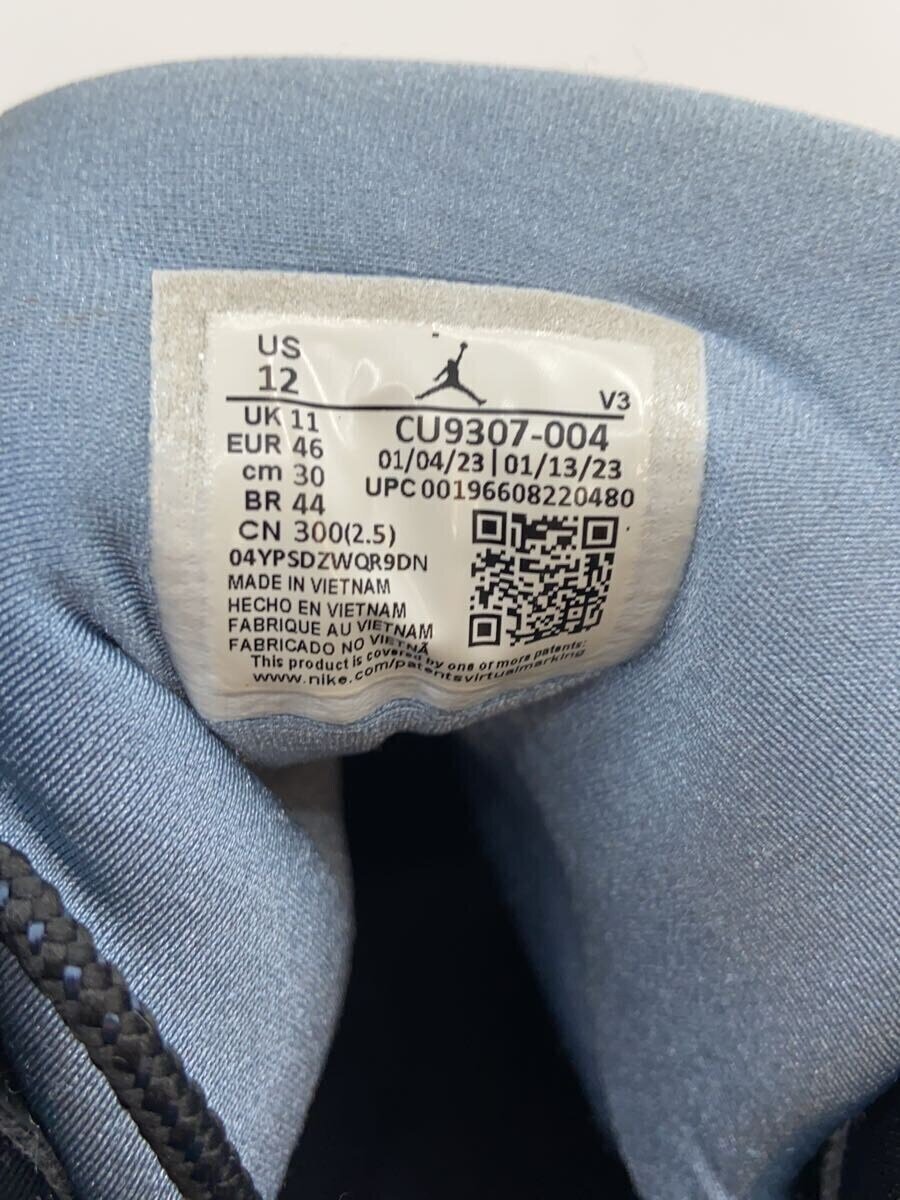 US
12
V3
UK 11
EUR 46
cm 30
BR 44
CN 300(2.5)
CU9307-004
01/04/23 | 01/13/23
UPC 00196608220480
04YPSDZWQR9DN
MADE IN VIETNAM
HECHO EN VIETNAM
FABRIQUE AU VIETNAM
FABRICADO NO VIETNÃ
This product is covered by one or more patents:
www.nike.com/patentsvirtualmarking